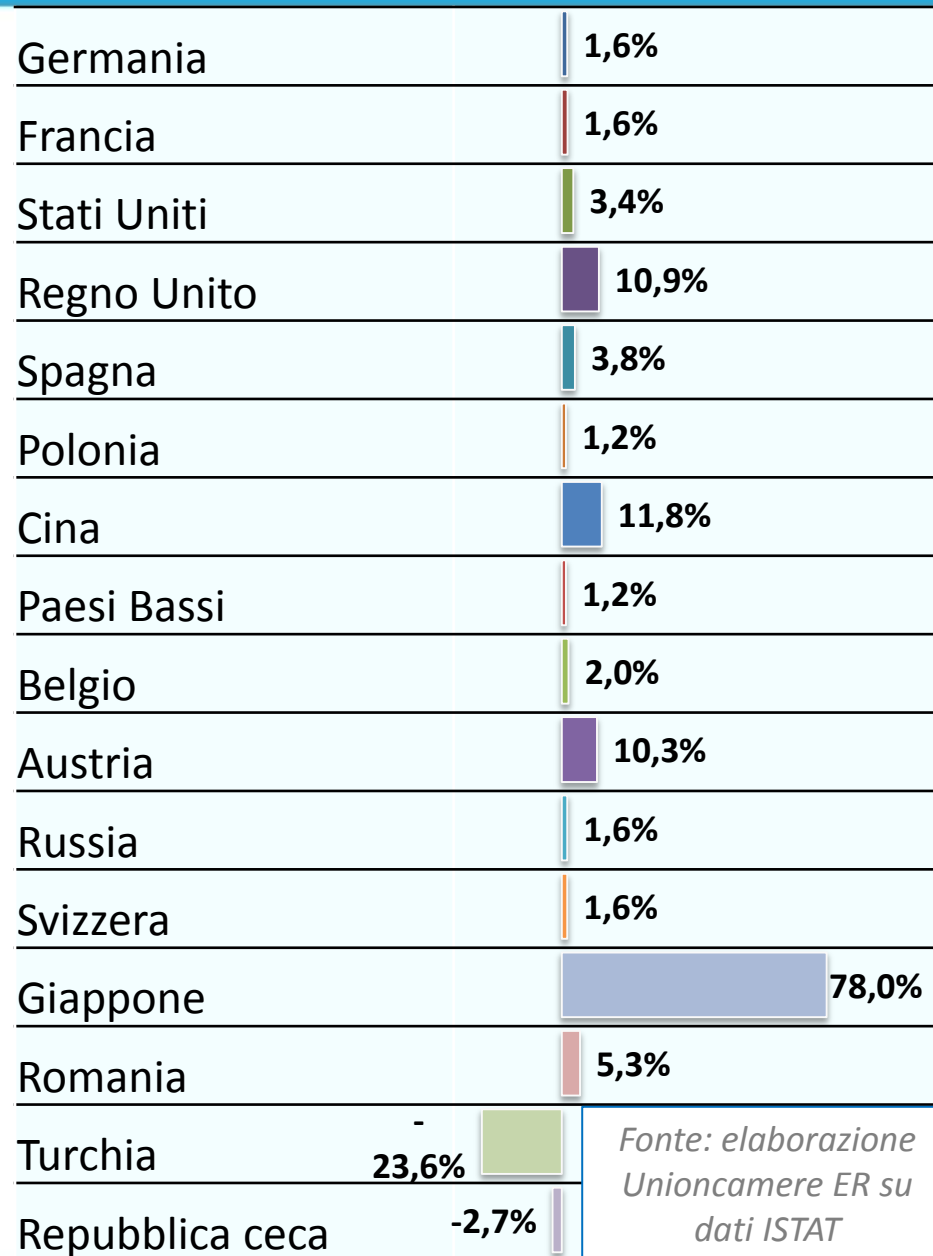 Germania 1,6%
Francia 1,6%
Stati Uniti 3,4%
Regno Unito 10,9%
Spagna 3,8%
Polonia 1,2%
Cina 11,8%
Paesi Bassi 1,2%
Belgio 2,0%
Austria 10,3%
Russia 1,6%
Svizzera 1,6%
Giappone 78,0%
Romania 5,3%
Turchia -
23,6%
Repubblica ceca -2,7%
Fonte: elaborazione
Unioncamere ER su
dati ISTAT